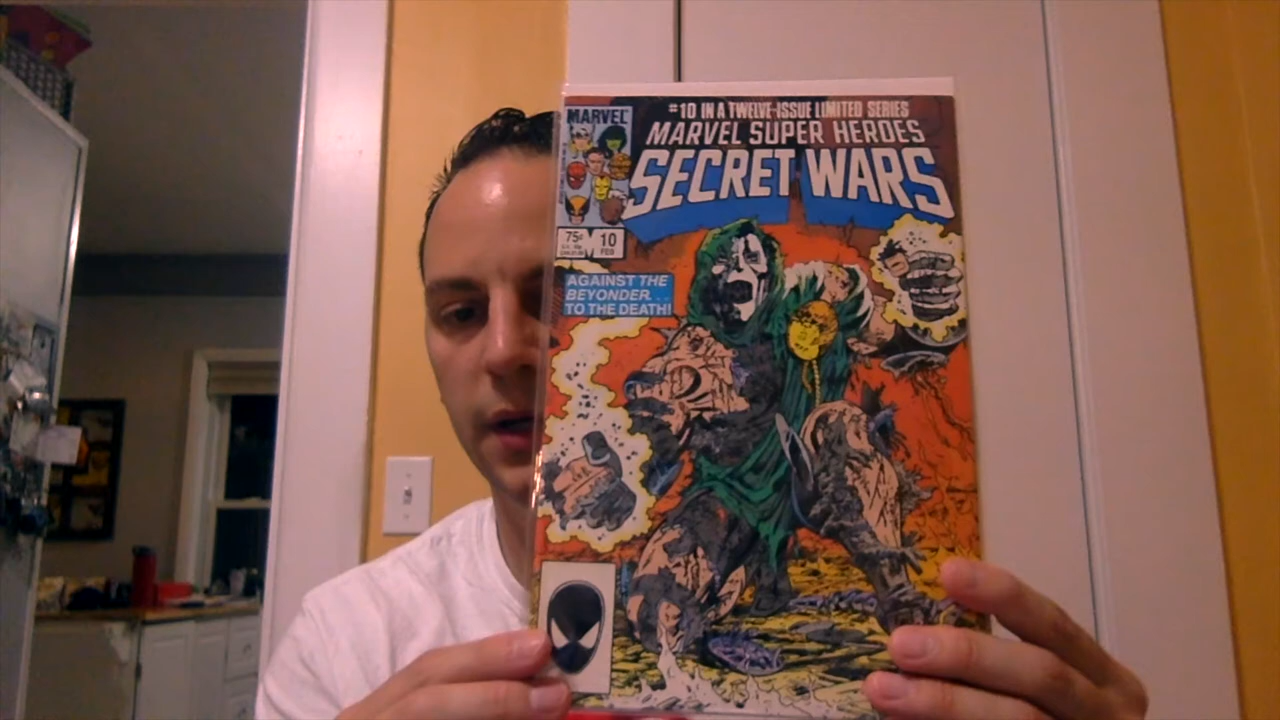 #10 IN A TWELVE-ISSUE LIMITED SERIES
MARVEL
MARVEL SUPER HEROES
SECRET WARS
75¢
10
FEB
AGAINST THE
BEYONDER...
TO THE DEATH!